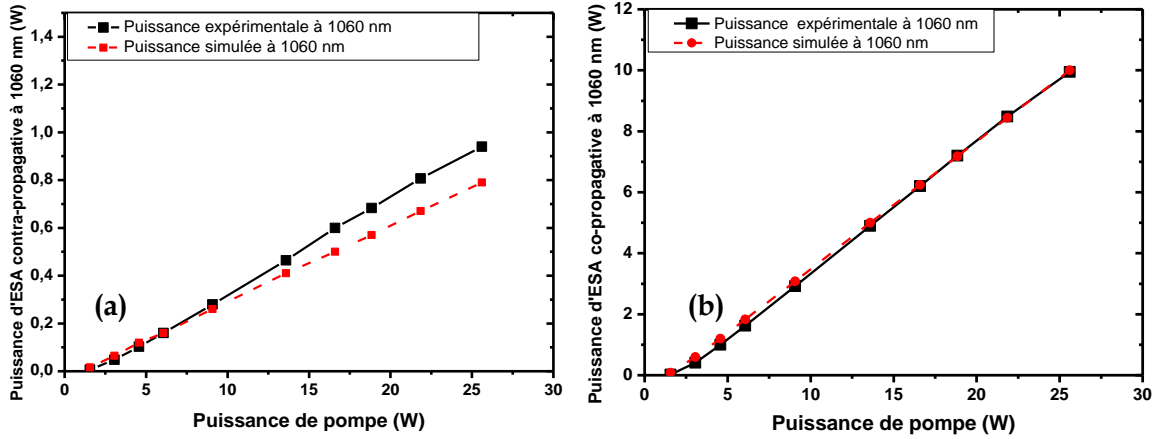 Puissance d'ESA contra-propagative à 1060 nm (W)
1,4
1,2
1,0
0,8
0,6
0,4
0,2
0,0
Puissance expérimentale à 1060 nm
Puissance simulée à 1060 nm
(a)
0 5 10 15 20 25 30
Puissance de pompe (W)
Puissance d'ESA co-propagative à 1060 nm (W)
12
10
8
6
4
2
0
Puissance expérimentale à 1060 nm
Puissance simulée à 1060 nm
(b)
0 5 10 15 20 25 30
Puissance de pompe (W)